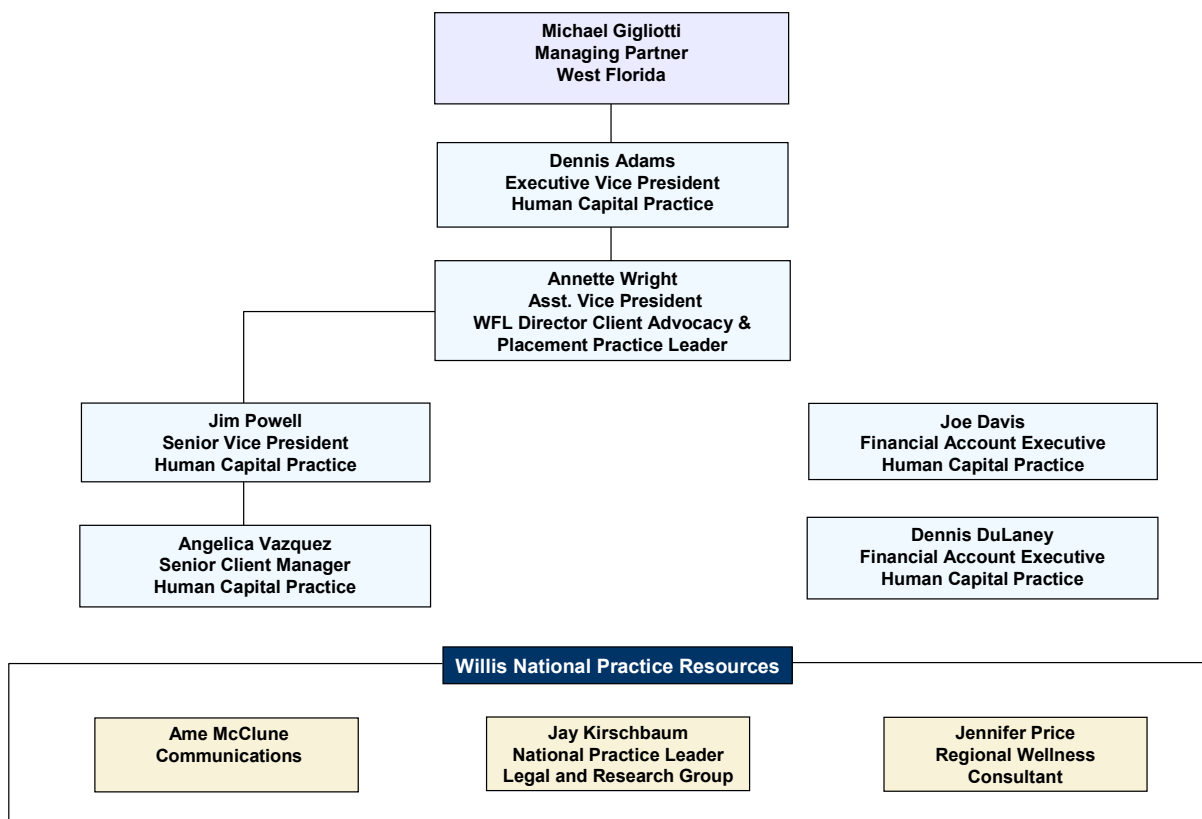 Michael Gigliotti
Managing Partner
West Florida
Dennis Adams
Executive Vice President
Human Capital Practice
Annette Wright
Asst. Vice President
WFL Director Client Advocacy &
Placement Practice Leader
Jim Powell
Senior Vice President
Human Capital Practice
Joe Davis
Financial Account Executive
Human Capital Practice
Angelica Vazquez
Senior Client Manager
Human Capital Practice
Dennis DuLaney
Financial Account Executive
Human Capital Practice
Willis National Practice Resources
Ame McClune
Communications
Jay Kirschbaum
National Practice Leader
Legal and Research Group
Jennifer Price
Regional Wellness
Consultant